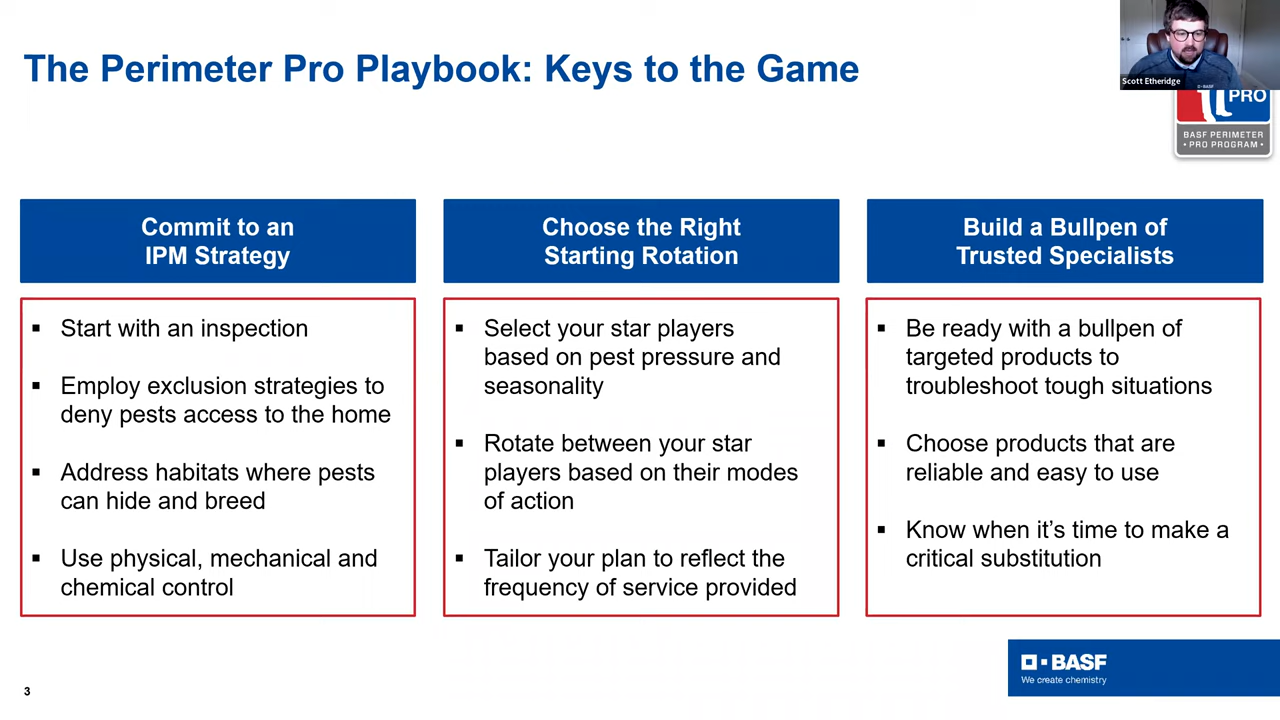 The Perimeter Pro Playbook: Keys to the Game
Scott Etheridge
BASF
PRO
BASF PERIMETER
• PRO PROGRAM •
Commit to an
IPM Strategy
▪ Start with an inspection
▪ Employ exclusion strategies to
deny pests access to the home
▪ Address habitats where pests
can hide and breed
▪ Use physical, mechanical and
chemical control
Choose the Right
Starting Rotation
▪ Select your star players
based on pest pressure and
seasonality
▪ Rotate between your star
players based on their modes
of action
▪ Tailor your plan to reflect the
frequency of service provided
Build a Bullpen of
Trusted Specialists
▪ Be ready with a bullpen of
targeted products to
troubleshoot tough situations
▪ Choose products that are
reliable and easy to use
▪ Know when it’s time to make a
critical substitution
3
BASF
We create chemistry